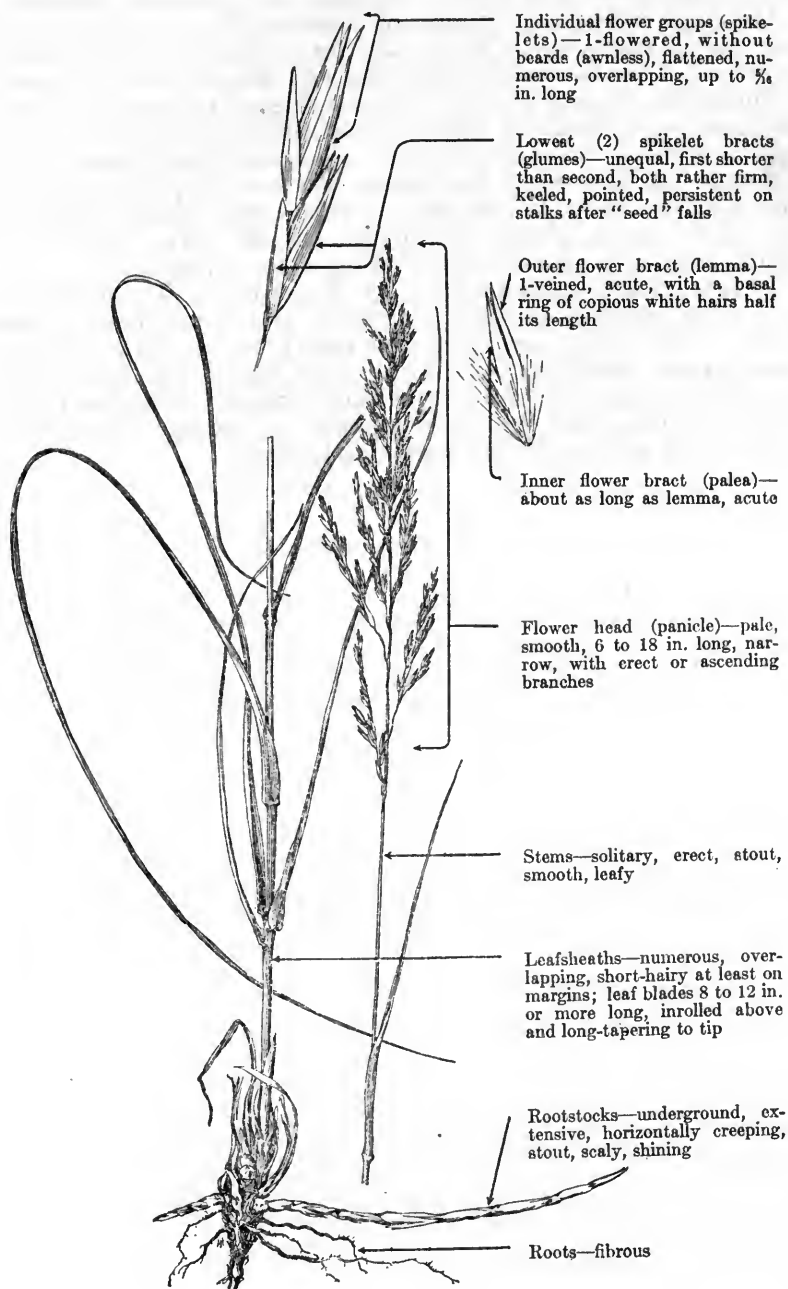 Individual flower groups (spike-
lets)—1-flowered, without
beards (awnless), flattened, nu-
merous, overlapping, up to 5/16
in. long
Lowest (2) spikelet bracts
(glumes)—unequal, first shorter
than second, both rather firm,
keeled, pointed, persistent on
stalks after "seed" falls
Outer flower bract (lemma)—
1-veined, acute, with a basal
ring of copious white hairs half
its length
Inner flower bract (palea)—
about as long as lemma, acute
Flower head (panicle)—pale,
smooth, 6 to 18 in. long, nar-
row, with erect or ascending
branches
Stems—solitary, erect, stout,
smooth, leafy
Leafsheaths—numerous, over-
lapping, short-hairy at least on
margins; leaf blades 8 to 12 in.
or more long, inrolled above
and long-tapering to tip
Rootstocks—underground, ex-
tensive, horizontally creeping,
stout, scaly, shining
Roots—fibrous